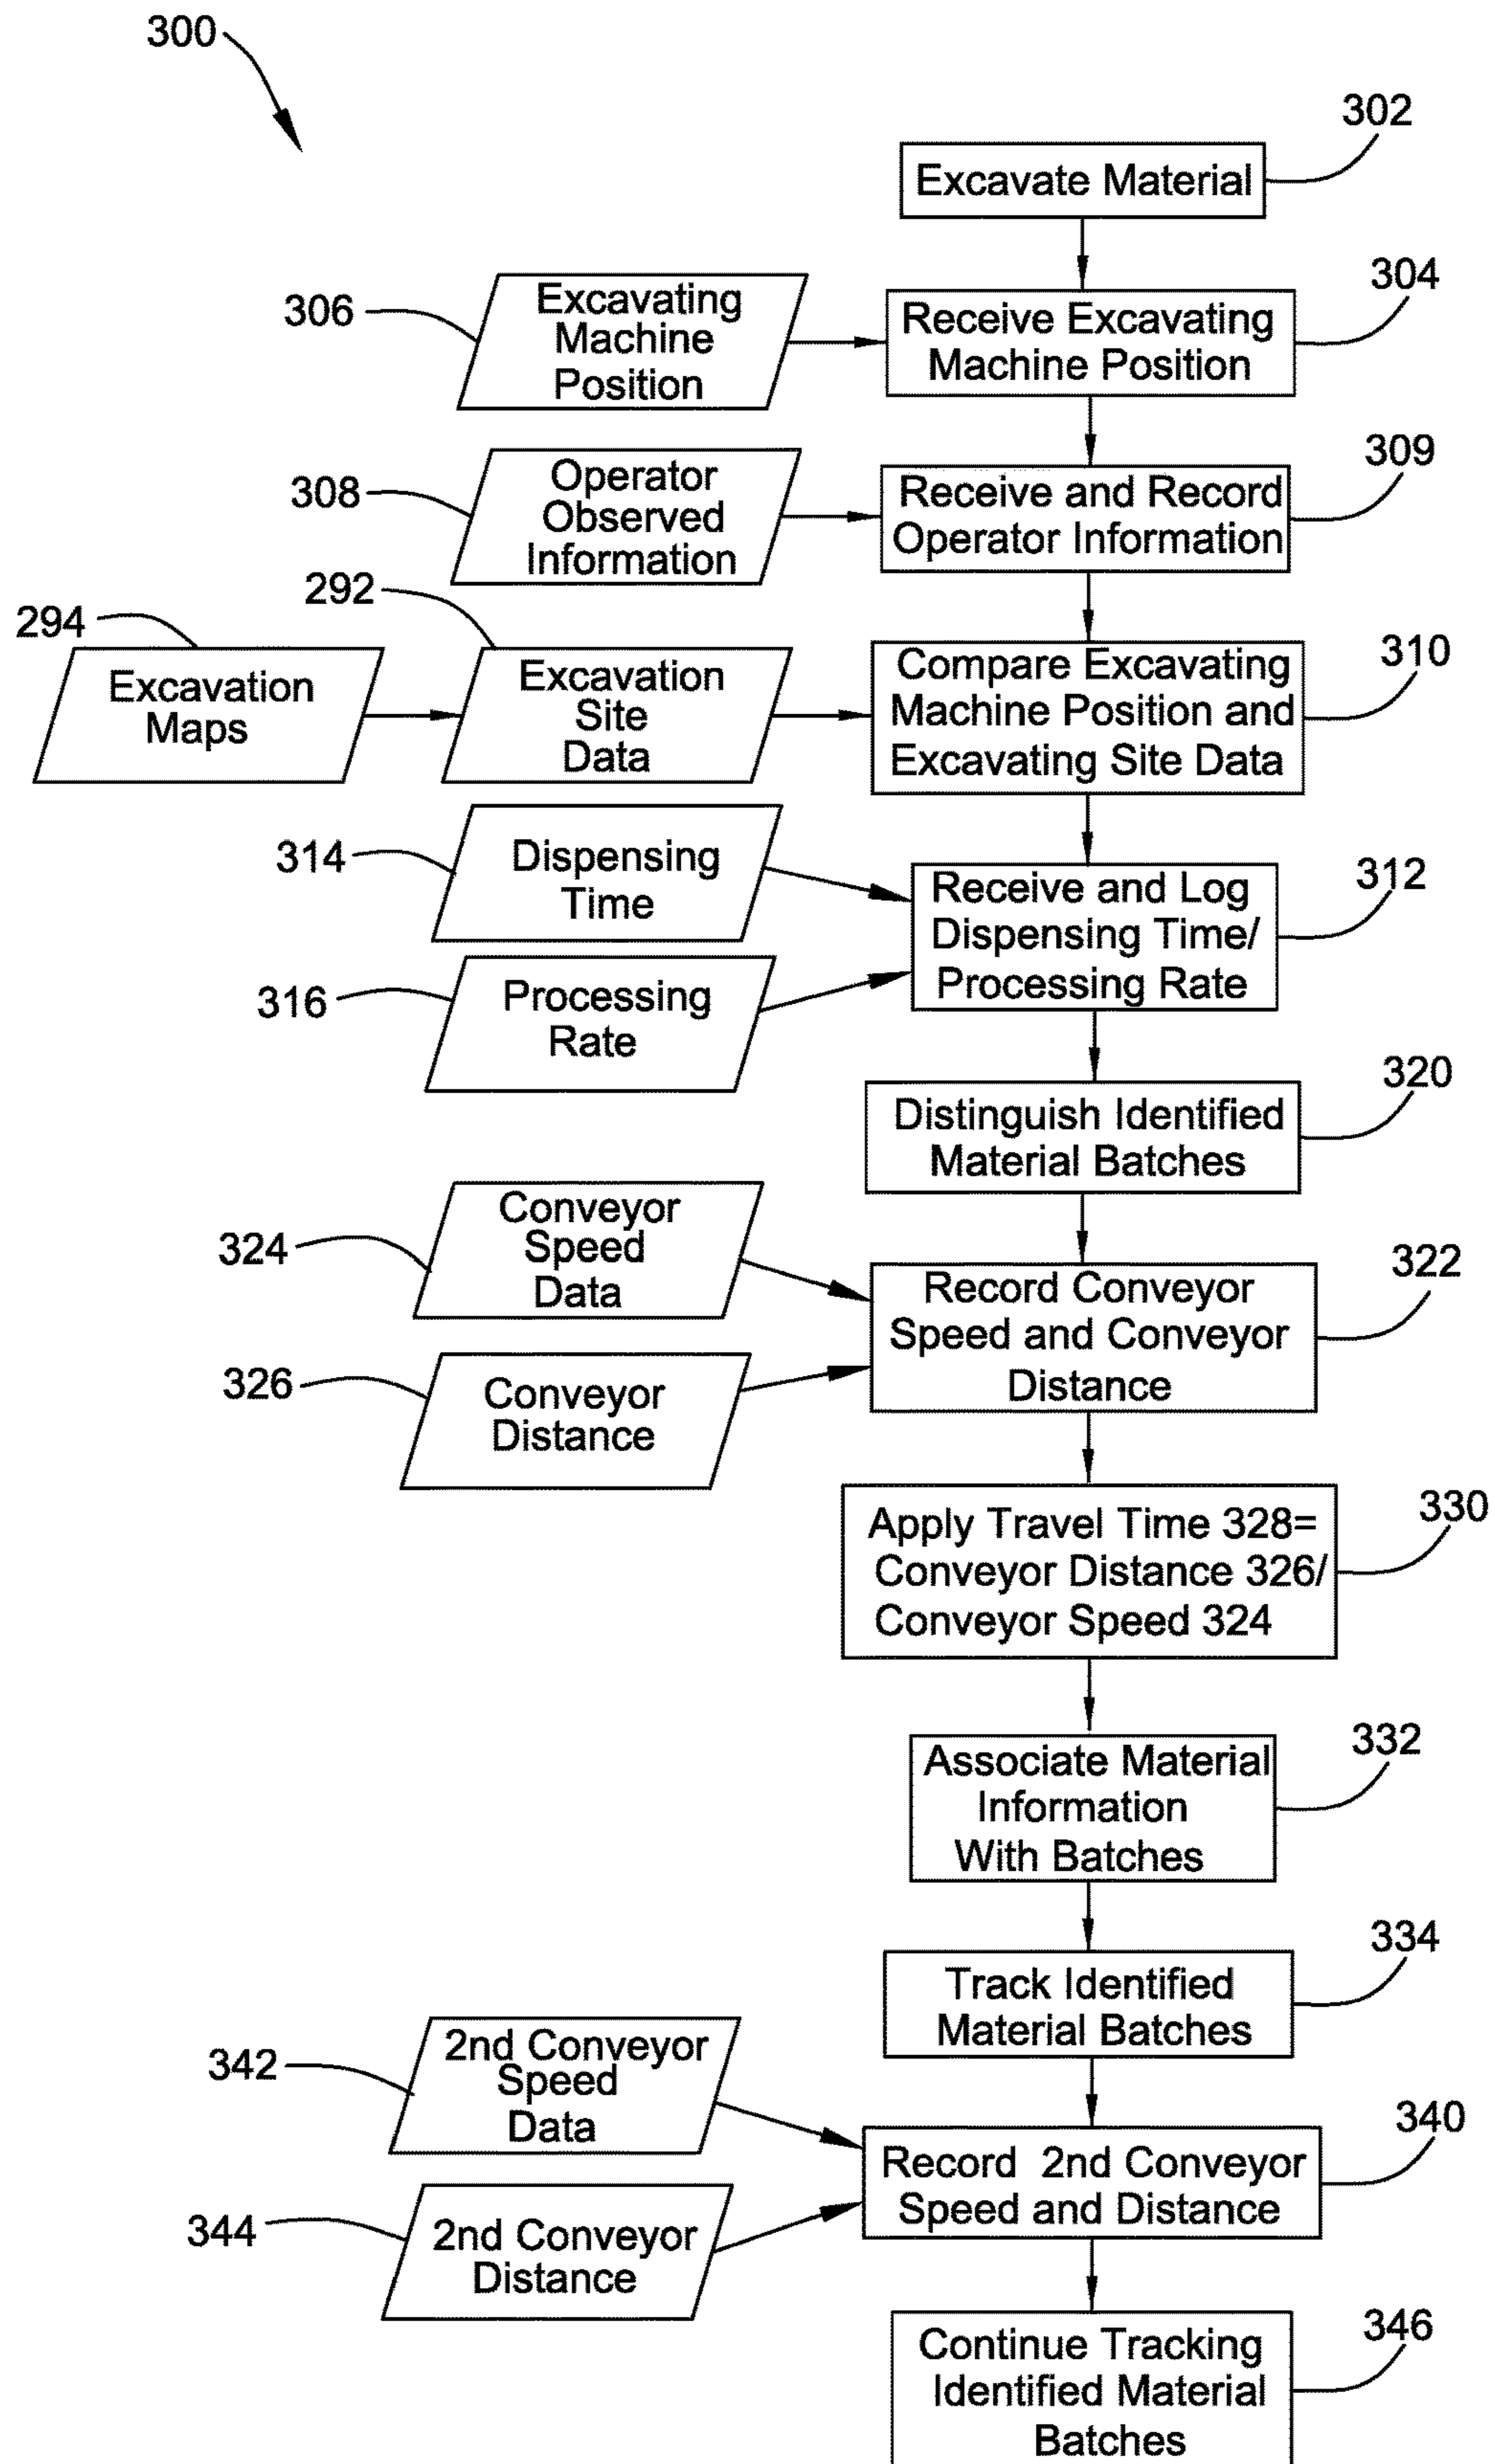 300
302
Excavate Material
304
306
Excavating
Machine
Position
Receive Excavating
Machine Position
309
308
Operator
Observed
Information
Receive and Record
Operator Information
294
292
Excavation
Maps
Excavation
Site
Data
310
Compare Excavating
Machine Position and
Excavating Site Data
314
Dispensing
Time
312
Receive and Log
Dispensing Time/
Processing Rate
316
Processing
Rate
320
Distinguish Identified
Material Batches
324
Conveyor
Speed
Data
322
Record Conveyor
Speed and Conveyor
Distance
326
Conveyor
Distance
330
Apply Travel Time 328=
Conveyor Distance 326/
Conveyor Speed 324
332
Associate Material
Information
With Batches
334
Track Identified
Material Batches
342
2nd Conveyor
Speed
Data
340
Record 2nd Conveyor
Speed and Distance
344
2nd Conveyor
Distance
346
Continue Tracking
Identified Material
Batches